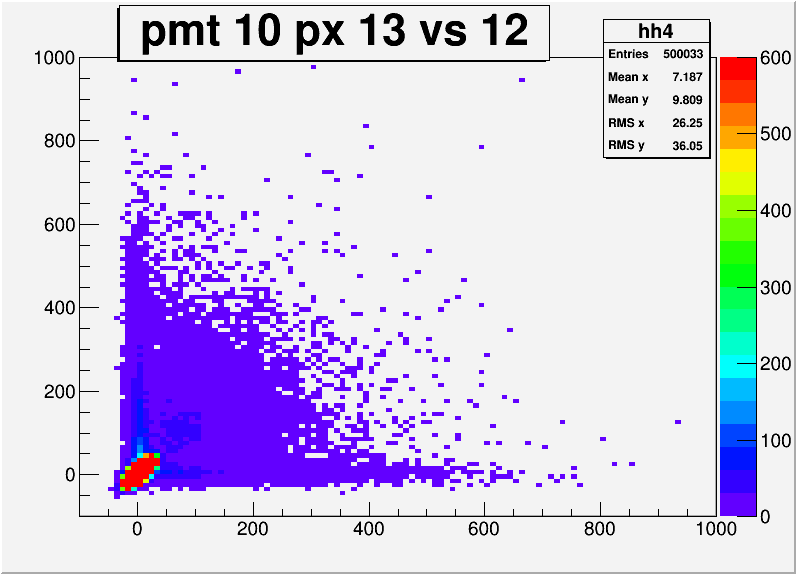 pmt 10 px 13 vs 12
hh4
Entries 500033
Mean x 7.187
Mean y 9.809
RMS x 26.25
RMS y 36.05
1000
800
600
400
200
0
0 200 400 600 800 1000
600
500
400
300
200
100
0